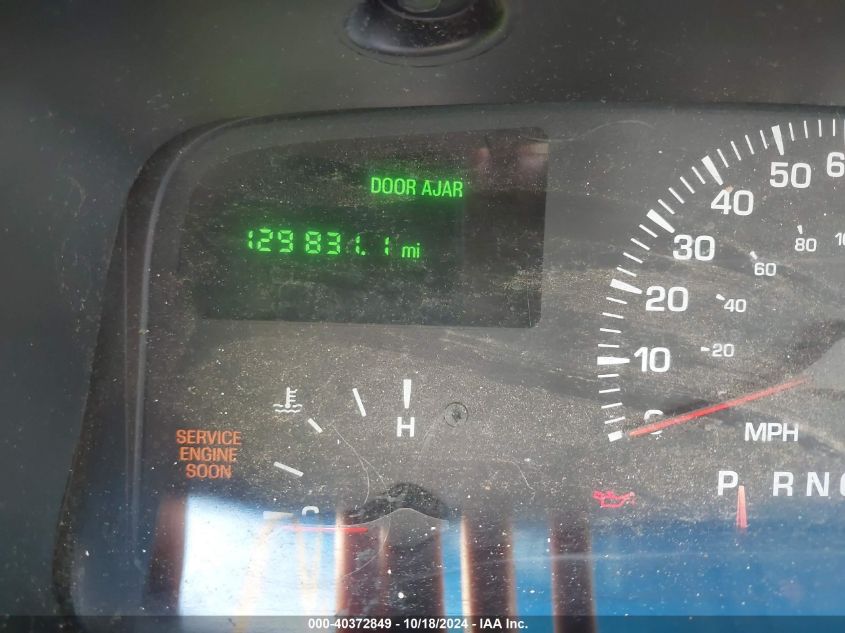 DOOR AJAR
129831.1 mi
50
40
30
20
10
80
60
40
20
H
C
SERVICE
ENGINE
SOON
MPH
P R N
000-40372849 - 10/18/2024 - IAA Inc.